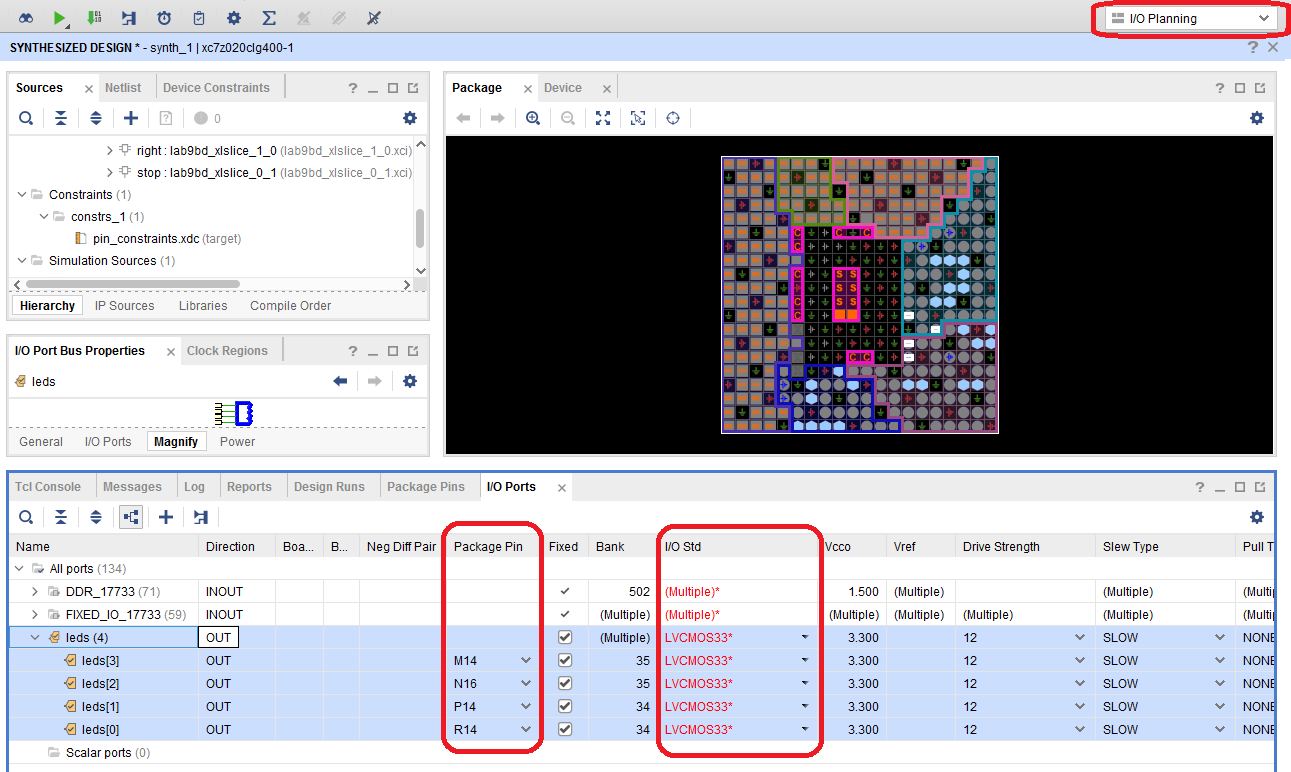 I/O Planning
SYNTHESIZED DESIGN * - synth_1 | xc7z020clg400-1
Sources Netlist Device Constraints
0
right : lab9bd_xlslice_1_0 (lab9bd_xlslice_1_0.xci)
stop : lab9bd_xlslice_0_1 (lab9bd_xlslice_0_1.xci)
Constraints (1)
constrs_1 (1)
pin_constraints.xdc (target)
Simulation Sources (1)
Hierarchy IP Sources Libraries Compile Order
Package Device
I/O Port Bus Properties Clock Regions
leds
General I/O Ports Magnify Power
Tcl Console Messages Log Reports Design Runs Package Pins I/O Ports
Name Direction Boa... B... Neg Diff Pair Package Pin Fixed Bank I/O Std Vcco Vref Drive Strength Slew Type Pull T
All ports (134)
DDR_17733 (71) INOUT 502 (Multiple)* 1.500 (Multiple) (Multiple) (Multi
FIXED_IO_17733 (59) INOUT (Multiple) (Multiple)* (Multiple) (Multiple) (Multiple) (Multiple) (Multi
leds (4) OUT (Multiple) LVCMOS33* 3.300 12 SLOW NONE
leds[3] OUT M14 35 LVCMOS33* 3.300 12 SLOW NONE
leds[2] OUT N16 35 LVCMOS33* 3.300 12 SLOW NONE
leds[1] OUT P14 34 LVCMOS33* 3.300 12 SLOW NONE
leds[0] OUT R14 34 LVCMOS33* 3.300 12 SLOW NONE
Scalar ports (0)